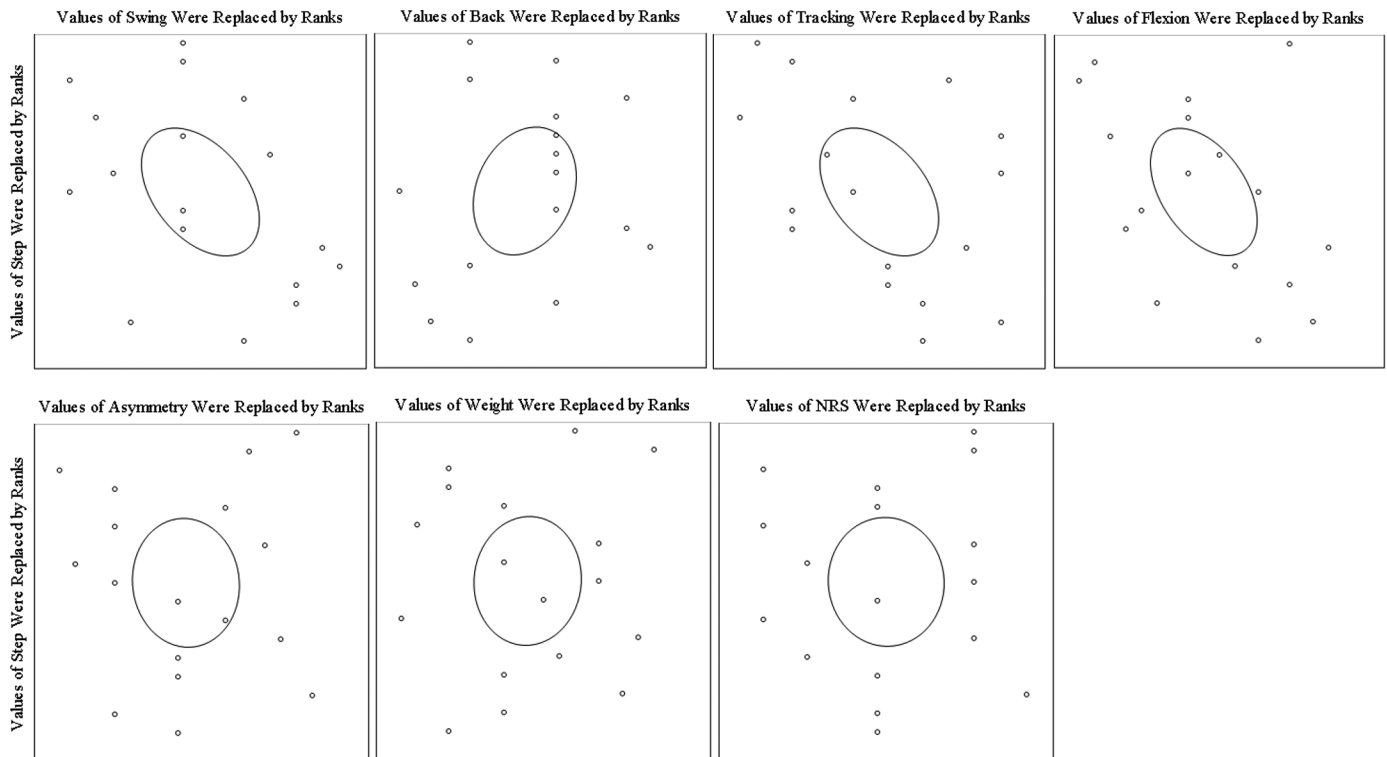 Values of Swing Were Replaced by Ranks
Values of Back Were Replaced by Ranks
Values of Tracking Were Replaced by Ranks
Values of Flexion Were Replaced by Ranks
Values of Step Were Replaced by Ranks
Values of Asymmetry Were Replaced by Ranks
Values of Weight Were Replaced by Ranks
Values of NRS Were Replaced by Ranks
Values of Step Were Replaced by Ranks